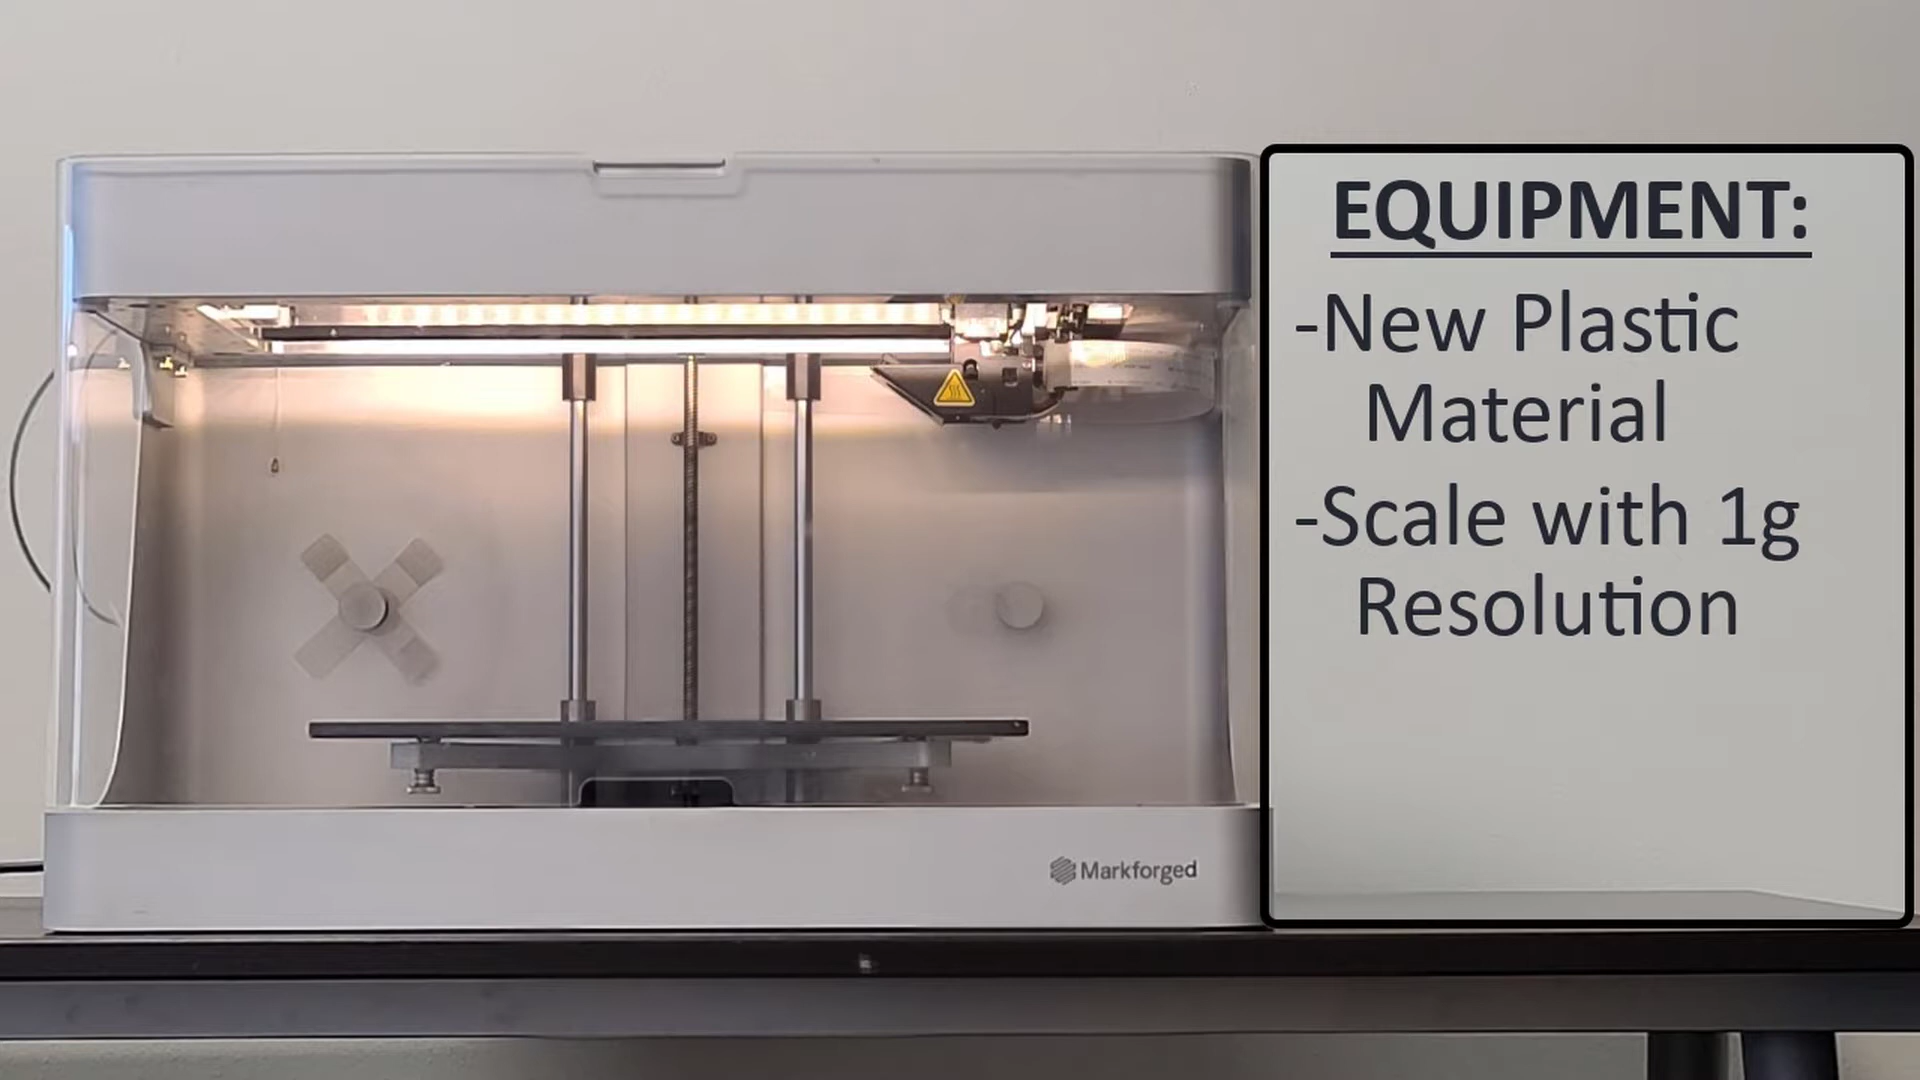 EQUIPMENT:
-New Plastic
Material
-Scale with 1g
Resolution
Markforged